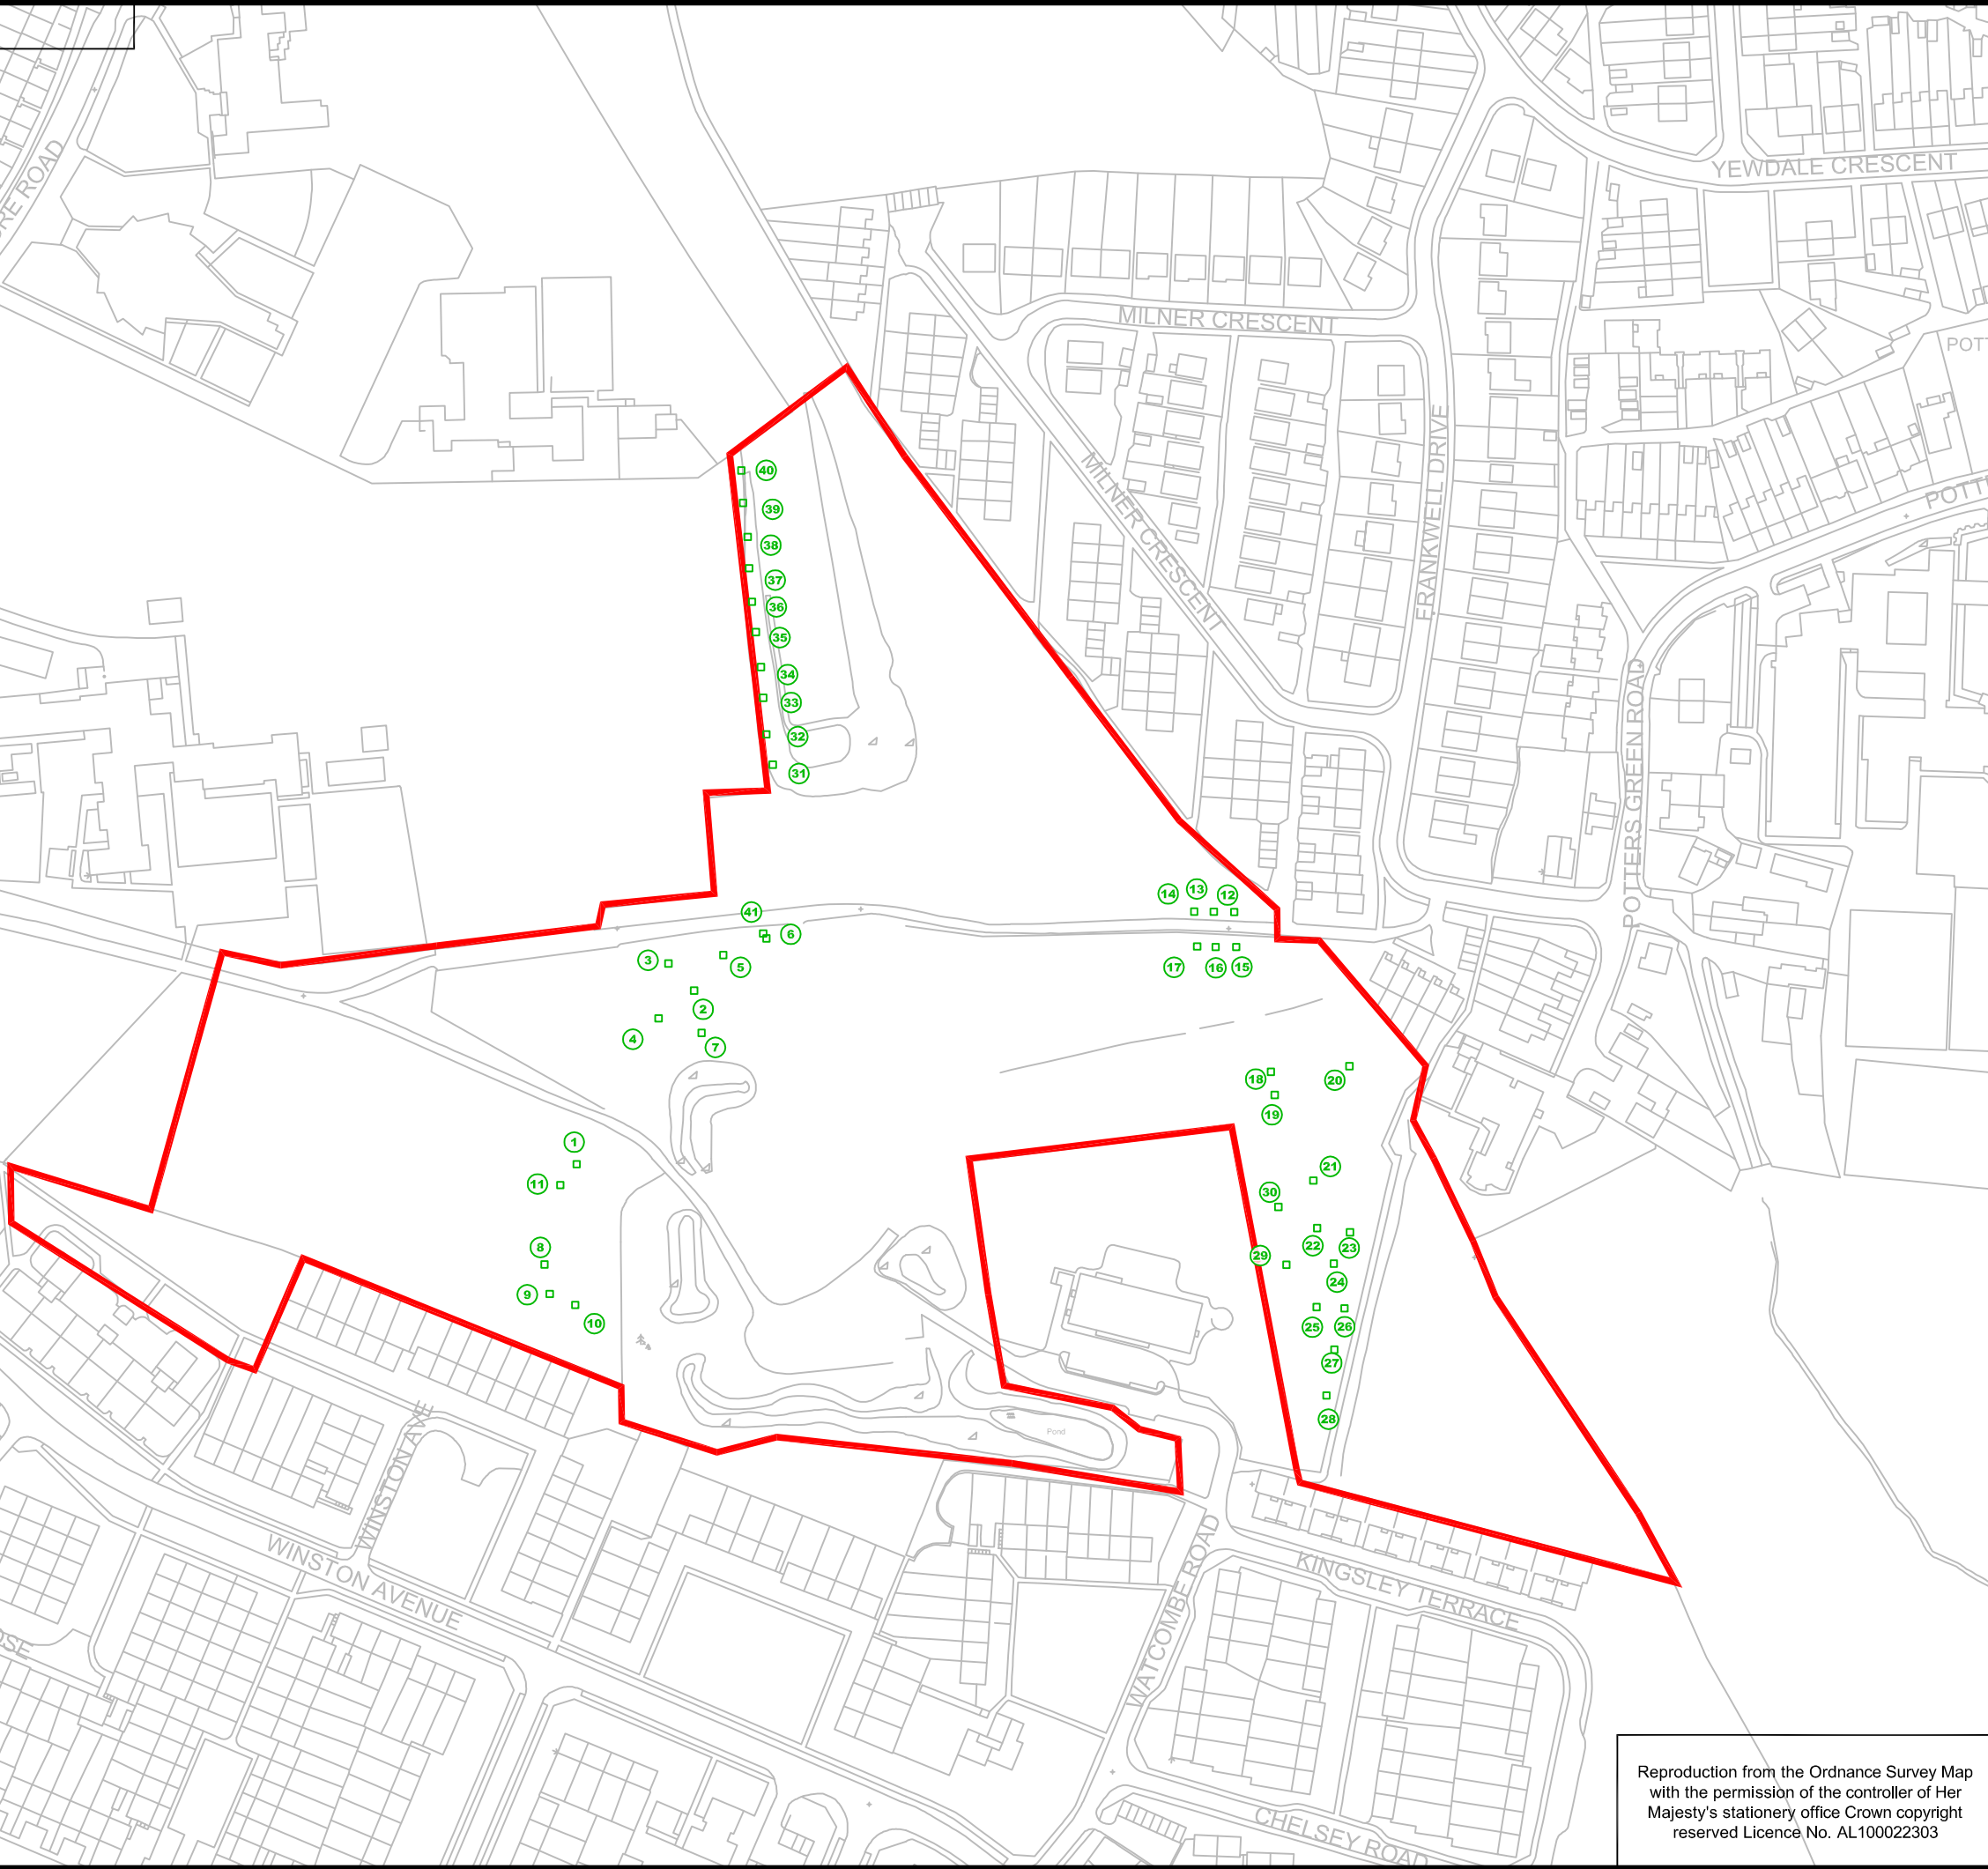 YEWDALE CRESCENT
MILNER CRESCENT
MILNER CRESCENT
FRANKWELL DRIVE
POTTERS GREEN ROAD
40
39
38
37
36
35
34
33
32
31
14
13
12
41
6
3
5
17
16
15
2
4
7
18
20
19
1
11
21
30
8
22
23
29
24
9
10
25
26
27
28
Pond
WINSTON AVE
WINSTON AVENUE
WATCOMBE ROAD
KINGSLEY TERRACE
CHELSEY ROAD
Reproduction from the Ordnance Survey Map
with the permission of the controller of Her
Majesty's stationery office Crown copyright
reserved Licence No. AL100022303